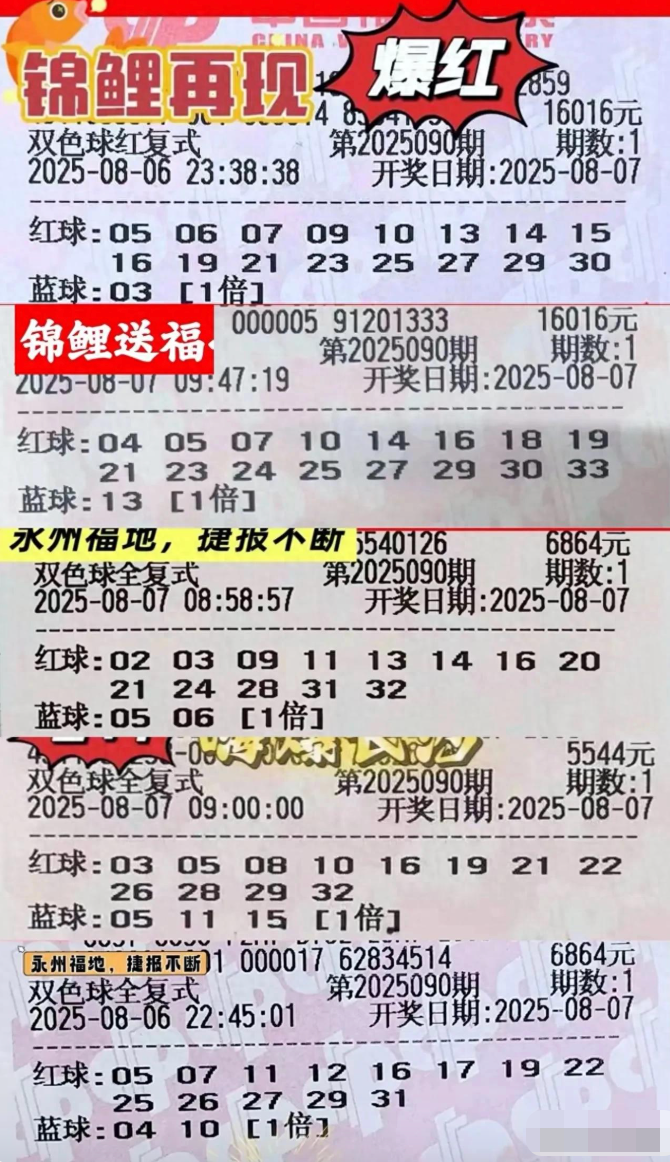 锦鲤再现
爆红
859
16016元
双色球红复式 第2025090期 期数:1
2025-08-06 23:38:38 开奖日期:2025-08-07
红球:05 06 07 09 10 13 14 15
16 19 21 23 25 27 29 30
蓝球:03 [1倍]
锦鲤送福
000005 91201333 16016元
第2025090期 期数:1
2025-08-07 09:47:19 开奖日期:2025-08-07
红球:04 05 07 10 14 16 18 19
21 23 24 25 27 29 30 33
蓝球:13 [1倍]
永州福地，捷报不断
5540126 6864元
双色球全复式 第2025090期 期数:1
2025-08-07 08:58:57 开奖日期:2025-08-07
红球:02 03 09 11 13 14 16 20
21 24 28 31 32
蓝球:05 06 [1倍]
5544元
双色球全复式 第2025090期 期数:1
2025-08-07 09:00:00 开奖日期:2025-08-07
红球:03 05 08 10 16 19 21 22
26 28 29 32
蓝球:05 11 15 [1倍]
永州福地，捷报不断
000017 62834514 6864元
双色球全复式 第2025090期 期数:1
2025-08-06 22:45:01 开奖日期:2025-08-07
红球:05 07 11 12 16 17 19 22
25 26 27 29 31
蓝球:04 10 [1倍]